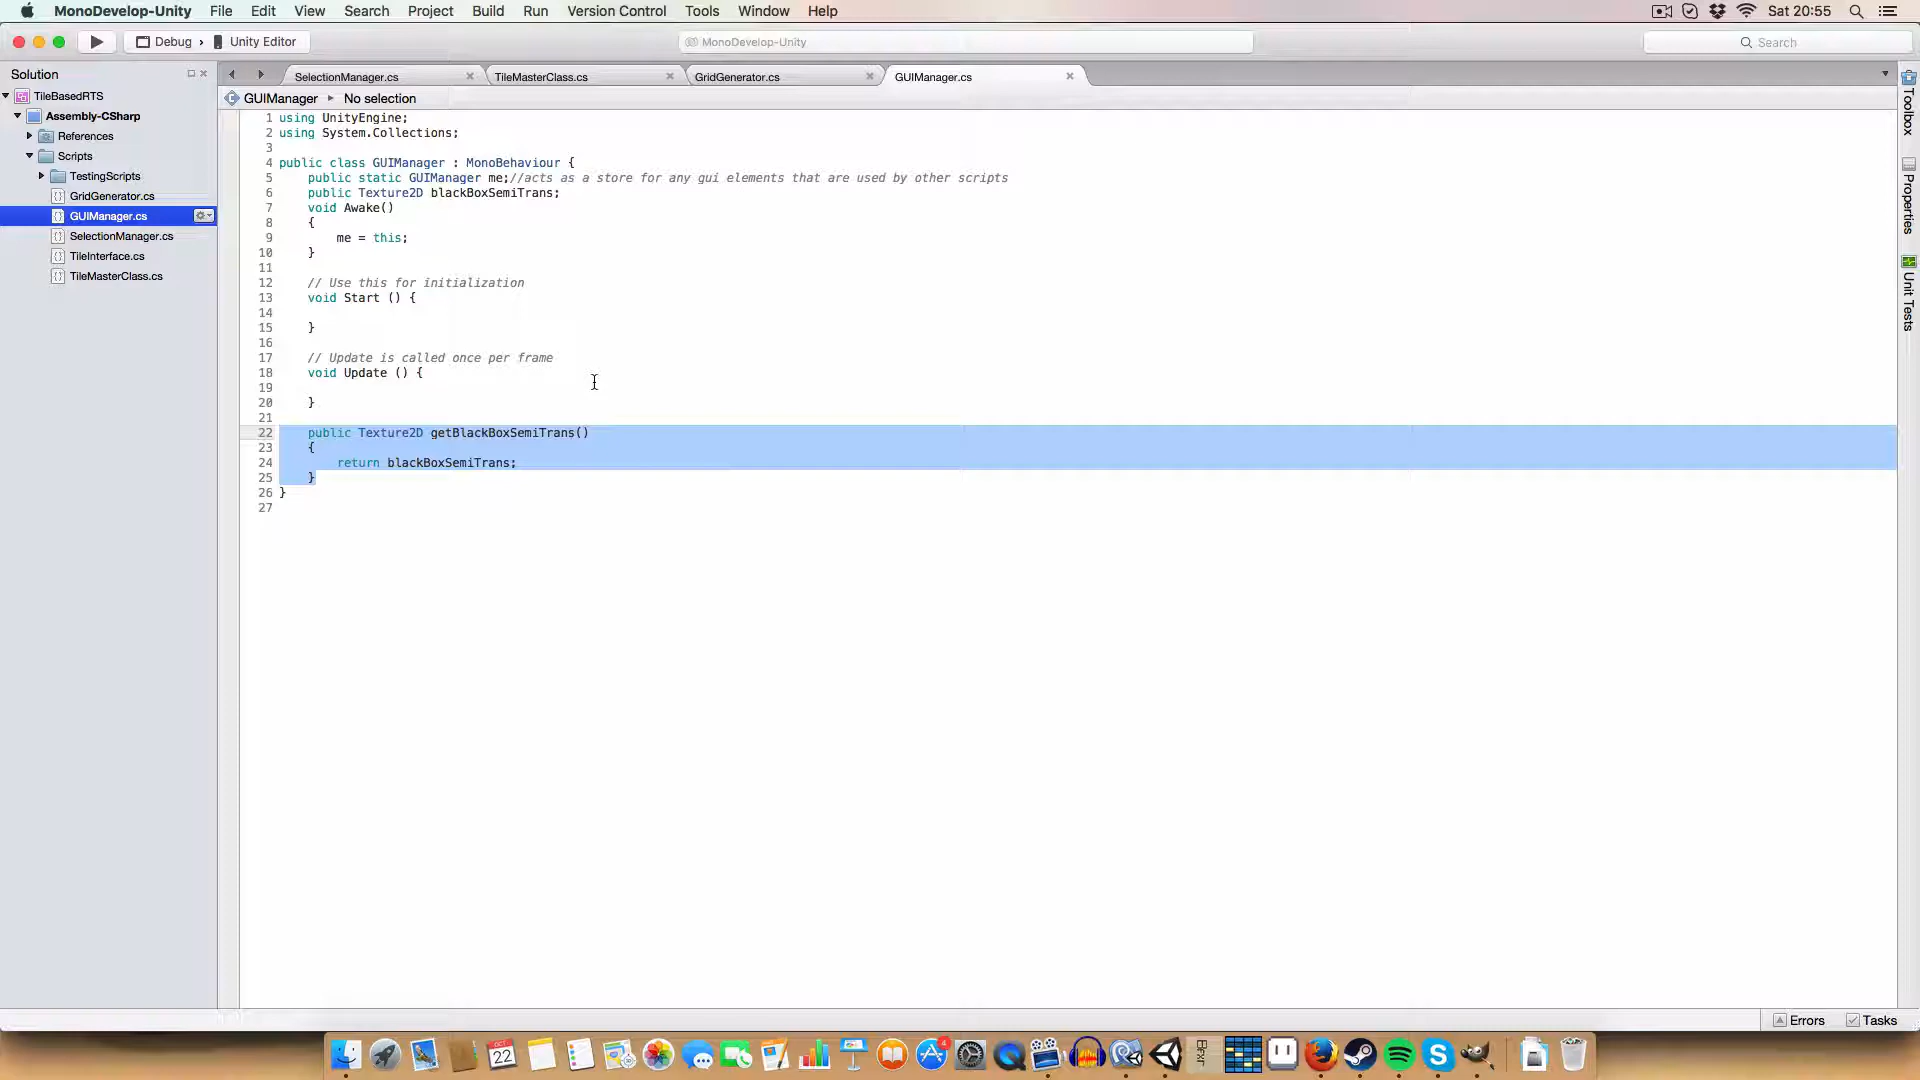 MonoDevelop-Unity File Edit View Search Project Build Run Version Control Tools Window Help Sat 20:55
Debug › Unity Editor MonoDevelop-Unity Search
Solution
TileBasedRTS
Assembly-CSharp
References
Scripts
TestingScripts
GridGenerator.cs
GUIManager.cs
SelectionManager.cs
TileInterface.cs
TileMasterClass.cs
SelectionManager.cs TileMasterClass.cs GridGenerator.cs GUIManager.cs
GUIManager No selection
1 using UnityEngine;
2 using System.Collections;
3
4 public class GUIManager : MonoBehaviour {
5 public static GUIManager me;//acts as a store for any gui elements that are used by other scripts
6 public Texture2D blackBoxSemiTrans;
7 void Awake()
8 {
9 me = this;
10 }
11
12 // Use this for initialization
13 void Start () {
14
15 }
16
17 // Update is called once per frame
18 void Update () {
19
20 }
21
22 public Texture2D getBlackBoxSemiTrans()
23 {
24 return blackBoxSemiTrans;
25 }
26 }
27
Toolbox
Properties
Unit Tests
Errors Tasks
OCT
22
4